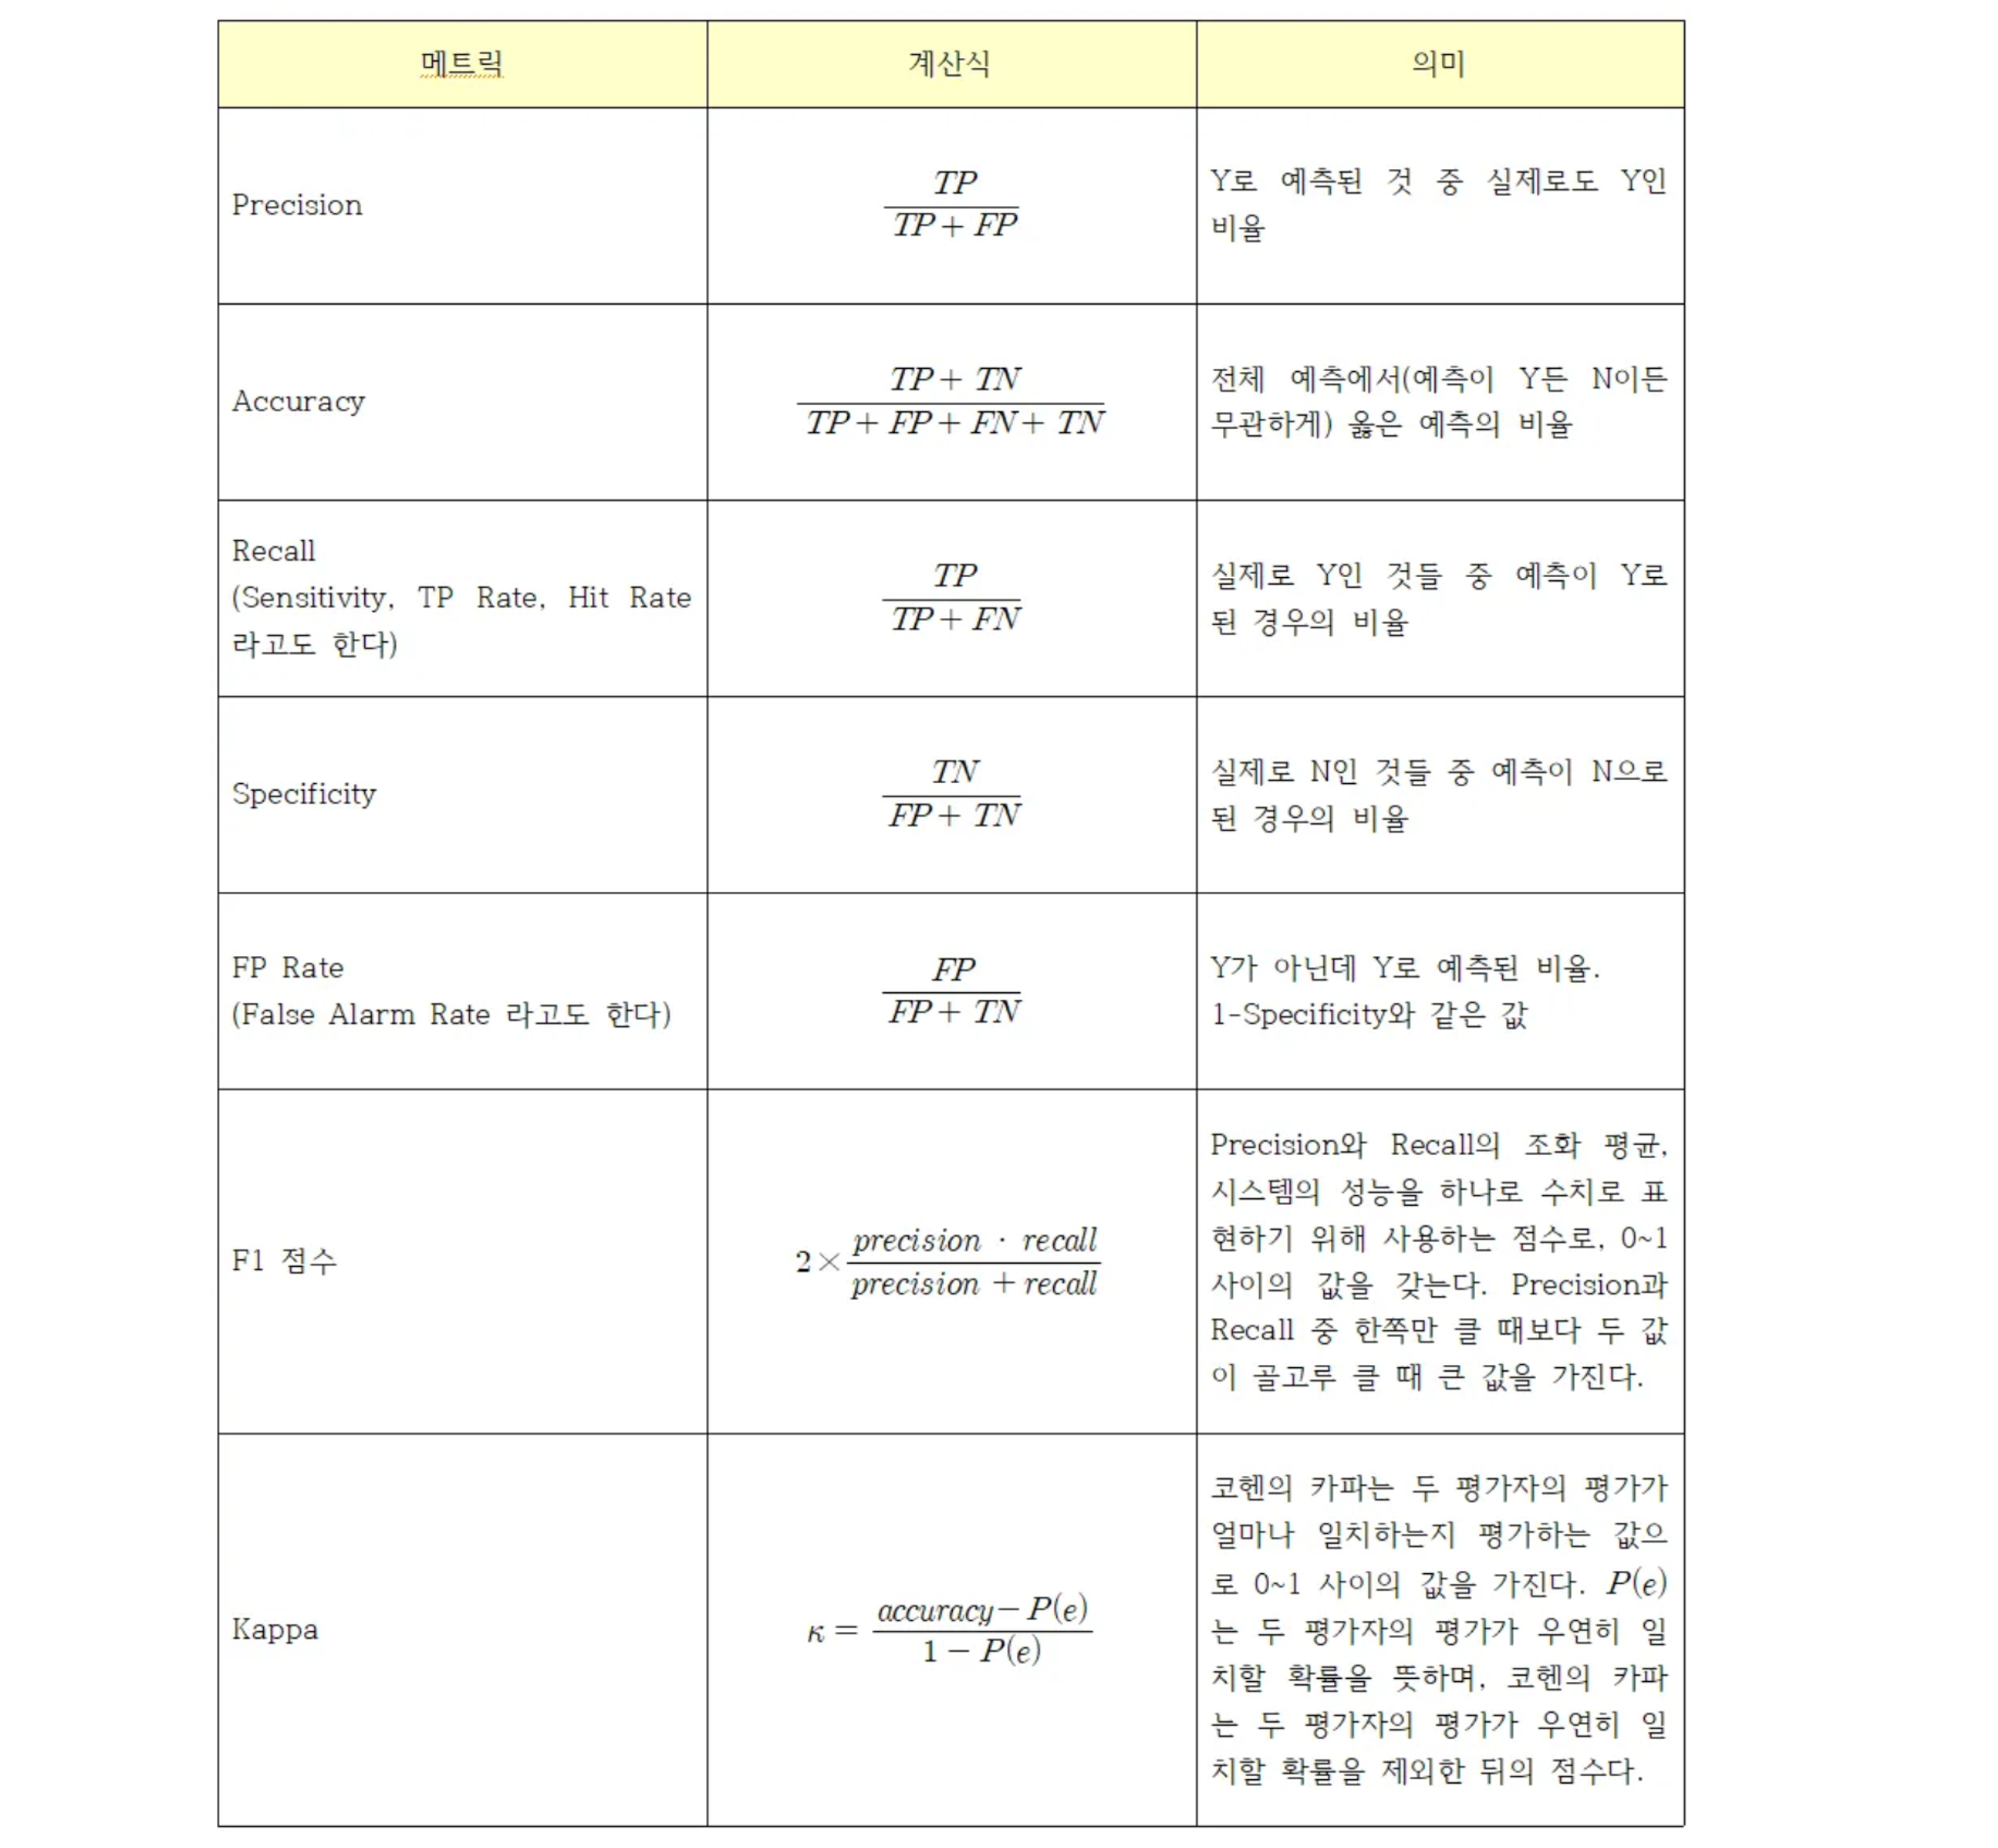 메트릭
계산식
의미
Precision
TP
TP + FP
Y로 예측된 것 중 실제로도 Y인
비율
Accuracy
TP + TN
TP + FP + FN + TN
전체 예측에서(예측이 Y든 N이든
무관하게) 옳은 예측의 비율
Recall
(Sensitivity, TP Rate, Hit Rate
라고도 한다)
TP
TP + FN
실제로 Y인 것들 중 예측이 Y로
된 경우의 비율
Specificity
TN
FP + TN
실제로 N인 것들 중 예측이 N으로
된 경우의 비율
FP Rate
(False Alarm Rate 라고도 한다)
FP
FP + TN
Y가 아닌데 Y로 예측된 비율.
1-Specificity와 같은 값
F1 점수
2 × precision · recall
precision + recall
Precision와 Recall의 조화 평균,
시스템의 성능을 하나로 수치로 표
현하기 위해 사용하는 점수로, 0~1
사이의 값을 갖는다. Precision과
Recall 중 한쪽만 클 때보다 두 값
이 골고루 클 때 큰 값을 가진다.
Kappa
κ = accuracy − P(e)
1 − P(e)
코헨의 카파는 두 평가자의 평가가
얼마나 일치하는지 평가하는 값으
로 0~1 사이의 값을 가진다. P(e)
는 두 평가자의 평가가 우연히 일
치할 확률을 뜻하며, 코헨의 카파
는 두 평가자의 평가가 우연히 일
치할 확률을 제외한 뒤의 점수다.